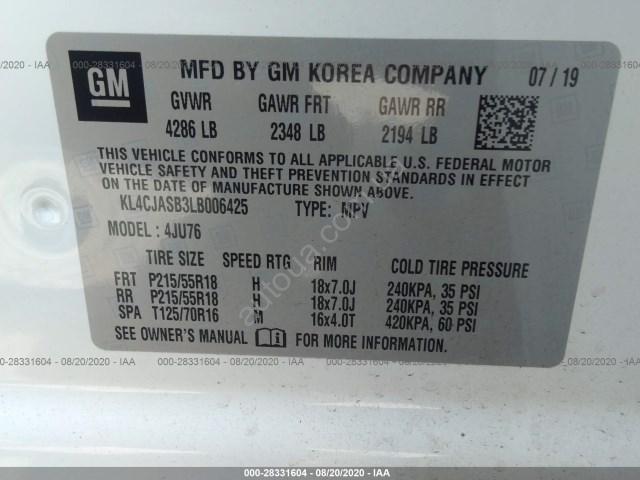 GM
MFD BY GM KOREA COMPANY 07/19
GVWR GAWR FRT GAWR RR
4286 LB 2348 LB 2194 LB
THIS VEHICLE CONFORMS TO ALL APPLICABLE U.S. FEDERAL MOTOR
VEHICLE SAFETY AND THEFT PREVENTION STANDARDS IN EFFECT
ON THE DATE OF MANUFACTURE SHOWN ABOVE.
KL4CJASB3LB006425 TYPE: MPV
MODEL: 4JU76
TIRE SIZE SPEED RTG RIM COLD TIRE PRESSURE
FRT P215/55R18 H 18x7.0J 240KPA, 35 PSI
RR P215/55R18 H 18x7.0J 240KPA, 35 PSI
SPA T125/70R16 M 16x4.0T 420KPA, 60 PSI
SEE OWNER'S MANUAL FOR MORE INFORMATION.
autoua.com
000-28331604 - 08/20/2020 - IAA